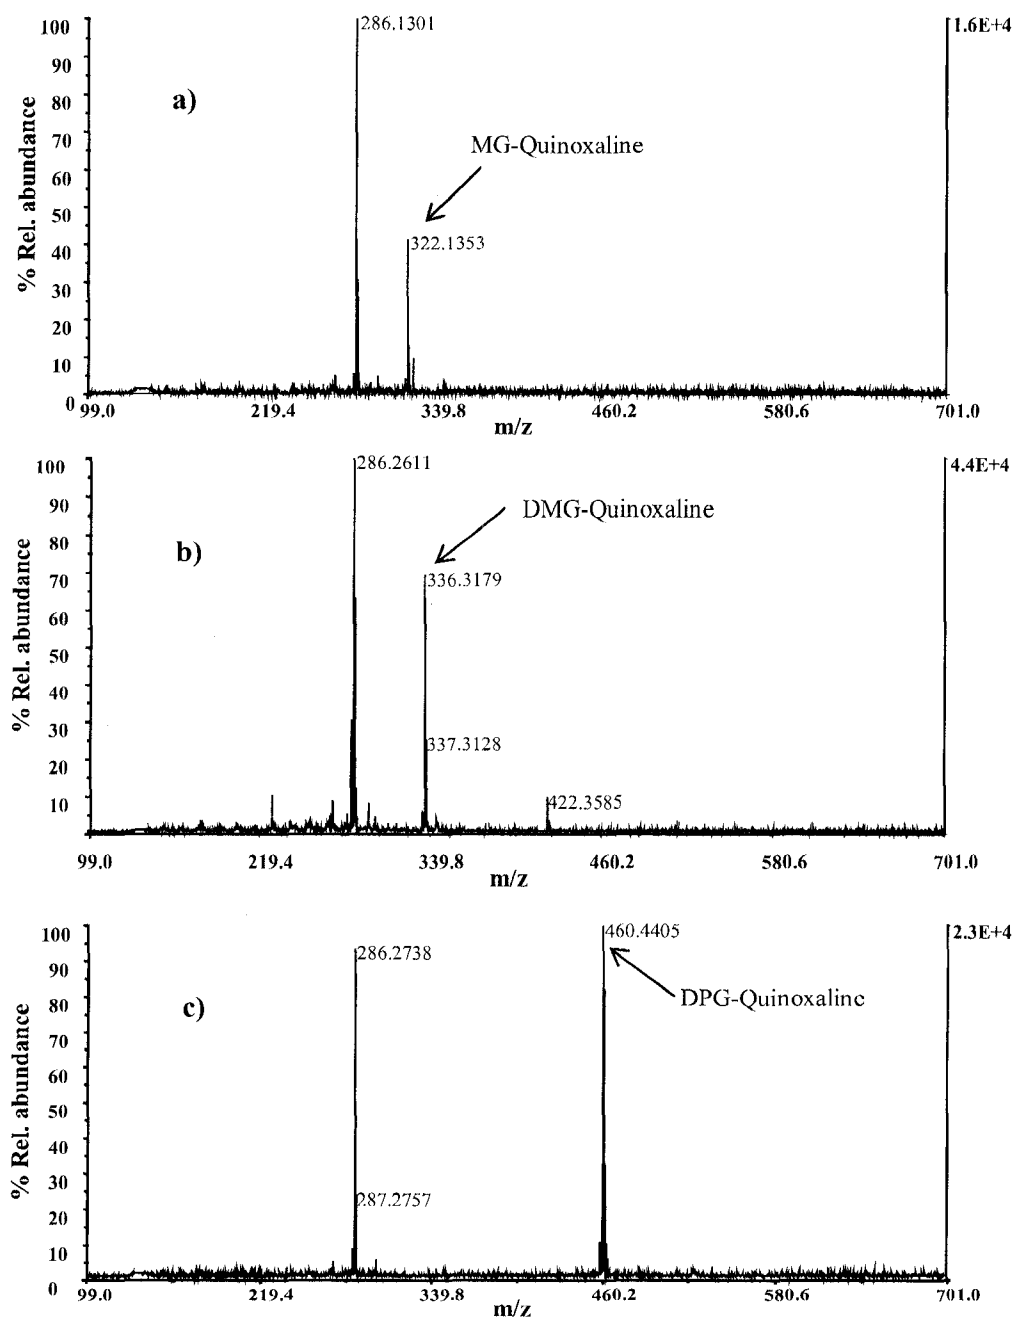 100
286.1301
1.6E+4
90
a)
80
70
MG-Quinoxaline
60
50
40
322.1353
30
20
10
0
% Rel. abundance
99.0 219.4 339.8 460.2 580.6 701.0
m/z
100
286.2611
4.4E+4
90
DMG-Quinoxaline
80
b)
70
336.3179
60
50
40
30
337.3128
20
10
422.3585
% Rel. abundance
99.0 219.4 339.8 460.2 580.6 701.0
m/z
100
460.4405
2.3E+4
286.2738
90
DPG-Quinoxaline
80
c)
70
60
50
40
30
287.2757
20
10
0
% Rel. abundance
99.0 219.4 339.8 460.2 580.6 701.0
m/z